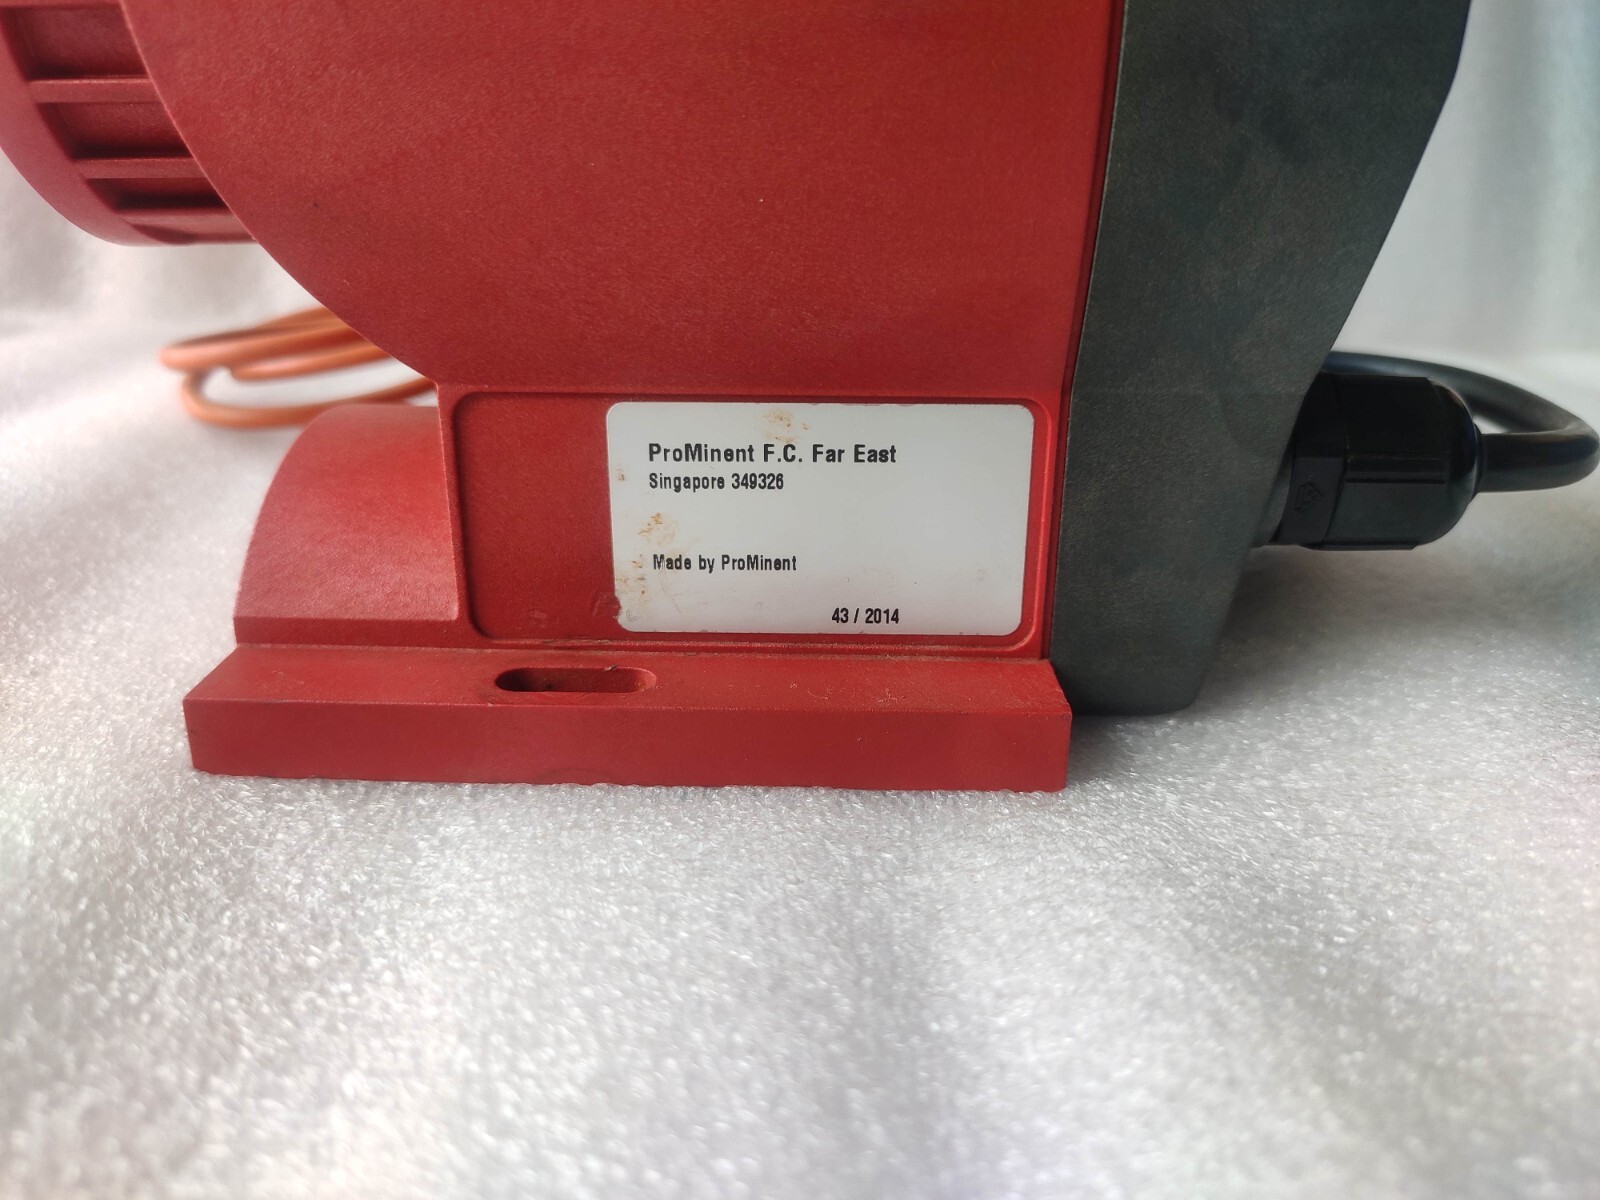 ProMinent F.C. Far East
Singapore 349326
Made by ProMinent
43 / 2014